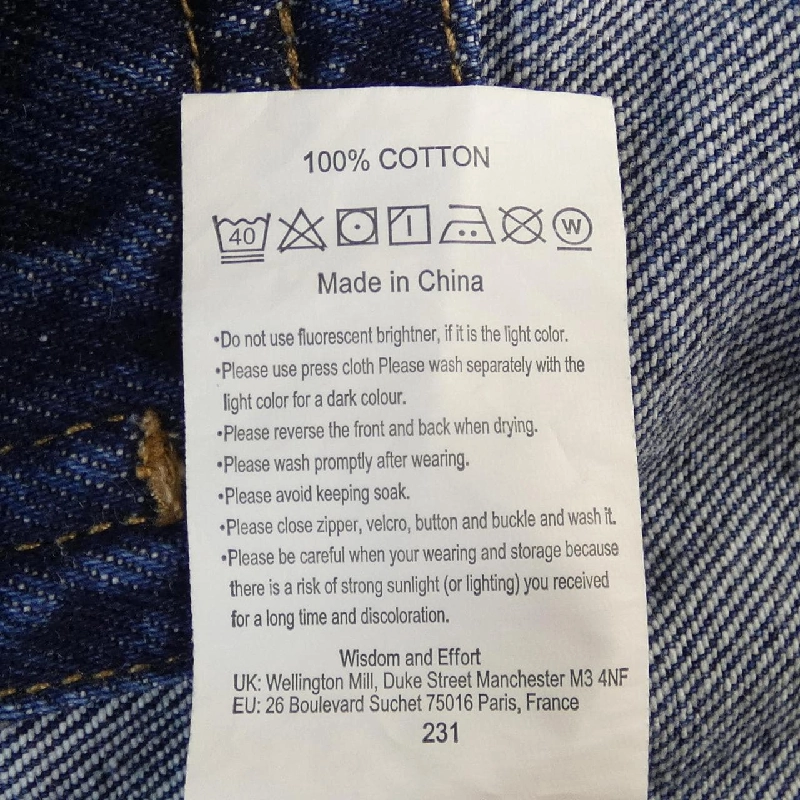 100% COTTON
40 W
Made in China
•Do not use fluorescent brightner, if it is the light color.
•Please use press cloth Please wash separately with the
light color for a dark colour.
•Please reverse the front and back when drying.
•Please wash promptly after wearing.
•Please avoid keeping soak.
•Please close zipper, velcro, button and buckle and wash it.
•Please be careful when your wearing and storage because
there is a risk of strong sunlight (or lighting) you received
for a long time and discoloration.
Wisdom and Effort
UK: Wellington Mill, Duke Street Manchester M3 4NF
EU: 26 Boulevard Suchet 75016 Paris, France
231